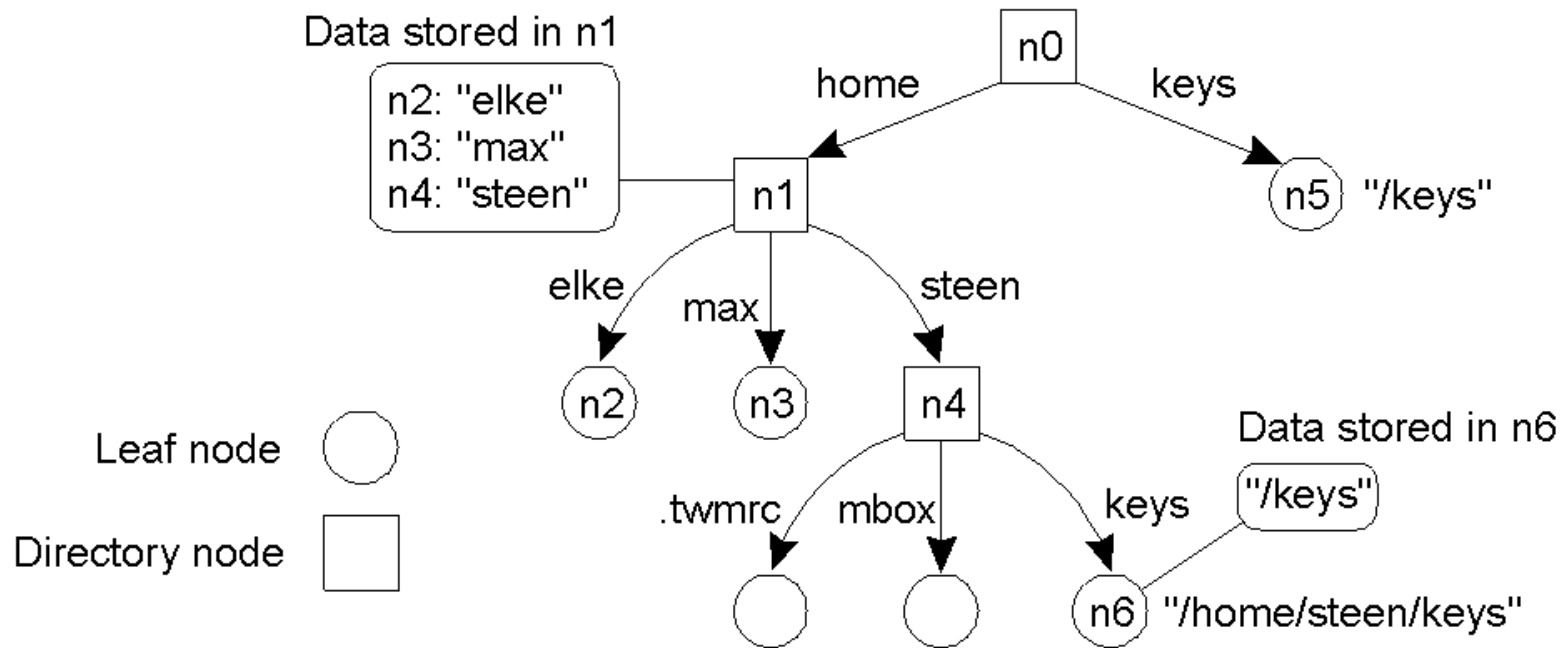 Data stored in n1
n0
n2: "elke"
n3: "max"
n4: "steen"
home
keys
n1
n5 "/keys"
elke
max
steen
n2
n3
n4
Leaf node
Data stored in n6
"/keys"
.twmrc
mbox
keys
Directory node
n6 "/home/steen/keys"